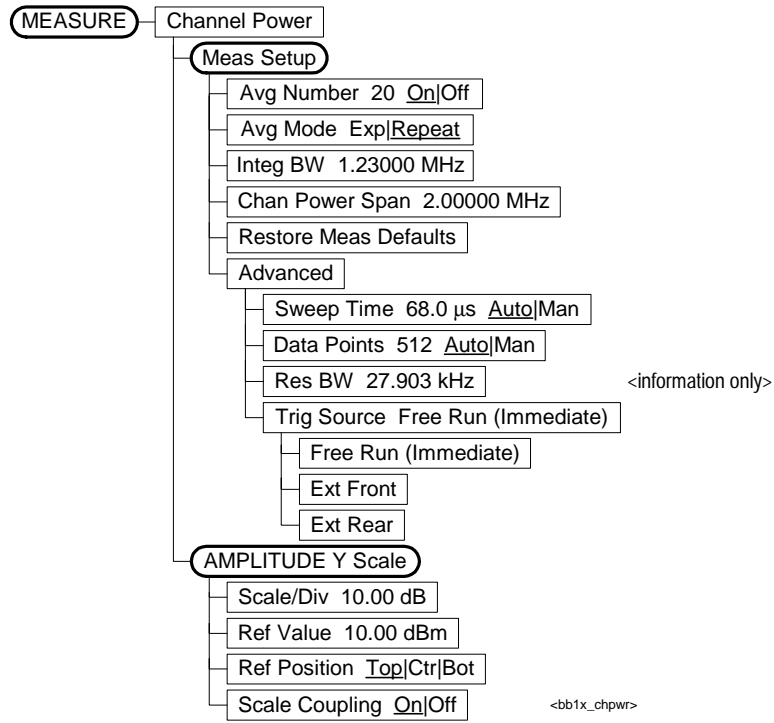 MEASURE Channel Power
Meas Setup
Avg Number 20 On|Off
Avg Mode Exp|Repeat
Integ BW 1.23000 MHz
Chan Power Span 2.00000 MHz
Restore Meas Defaults
Advanced
Sweep Time 68.0 μs Auto|Man
Data Points 512 Auto|Man
Res BW 27.903 kHz <information only>
Trig Source Free Run (Immediate)
Free Run (Immediate)
Ext Front
Ext Rear
AMPLITUDE Y Scale
Scale/Div 10.00 dB
Ref Value 10.00 dBm
Ref Position Top|Ctr|Bot
Scale Coupling On|Off <bb1x_chpwr>